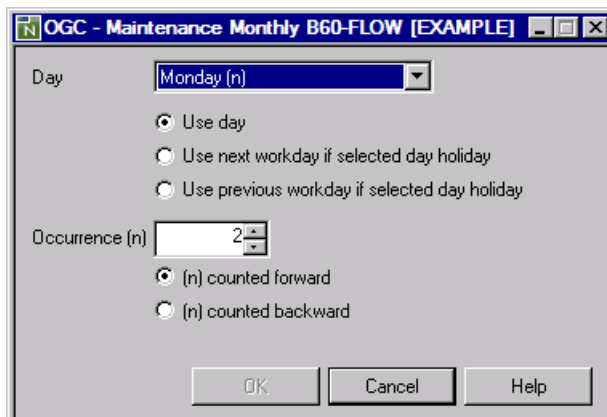 OGC - Maintenance Monthly B60-FLOW [EXAMPLE]
Day Monday (n)
Use day
Use next workday if selected day holiday
Use previous workday if selected day holiday
Occurrence (n) 2
(n) counted forward
(n) counted backward
OK Cancel Help